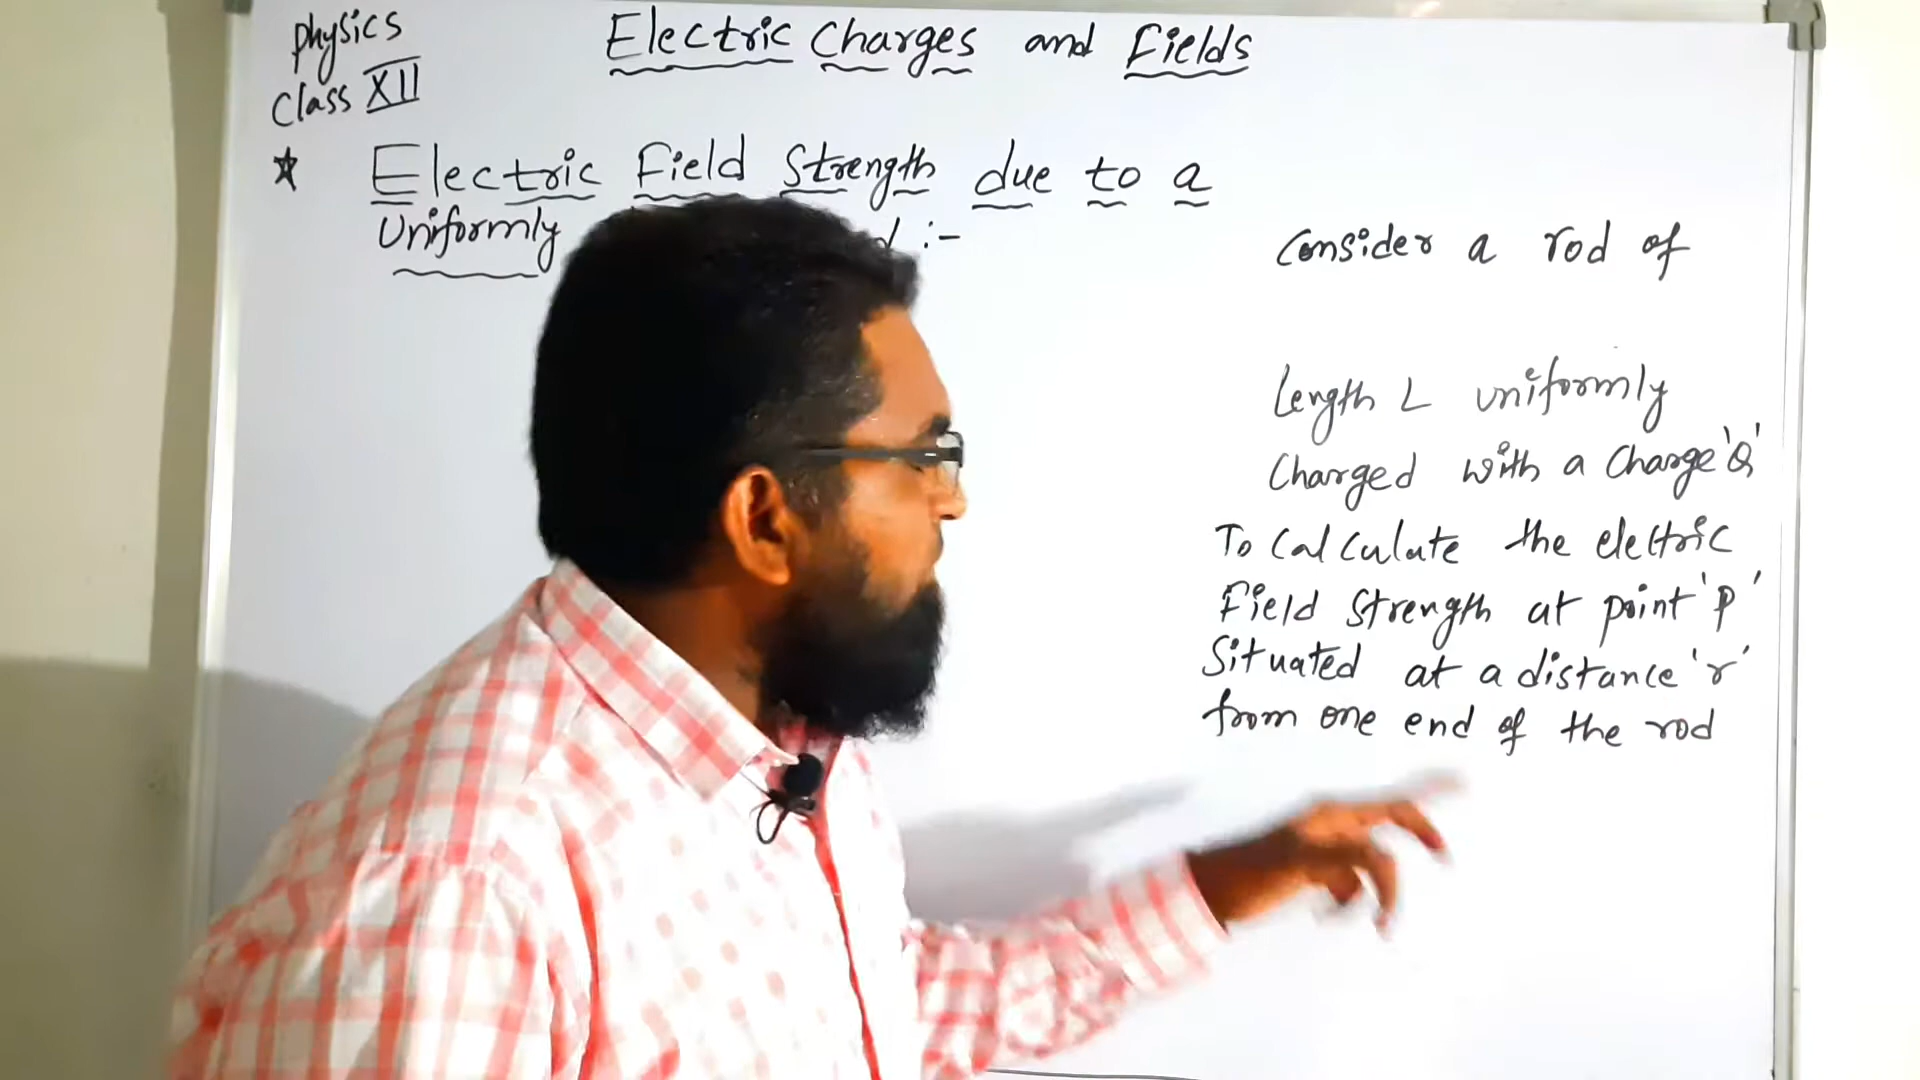 Physics
Class XII
Electric Charges and Fields
☆ Electric Field Strength due to a
Uniformly :-
Consider a rod of
Length L uniformly
Charged with a Charge 'Q'
To Calculate the electric
Field Strength at point 'P'
Situated at a distance 'r'
from one end of the rod